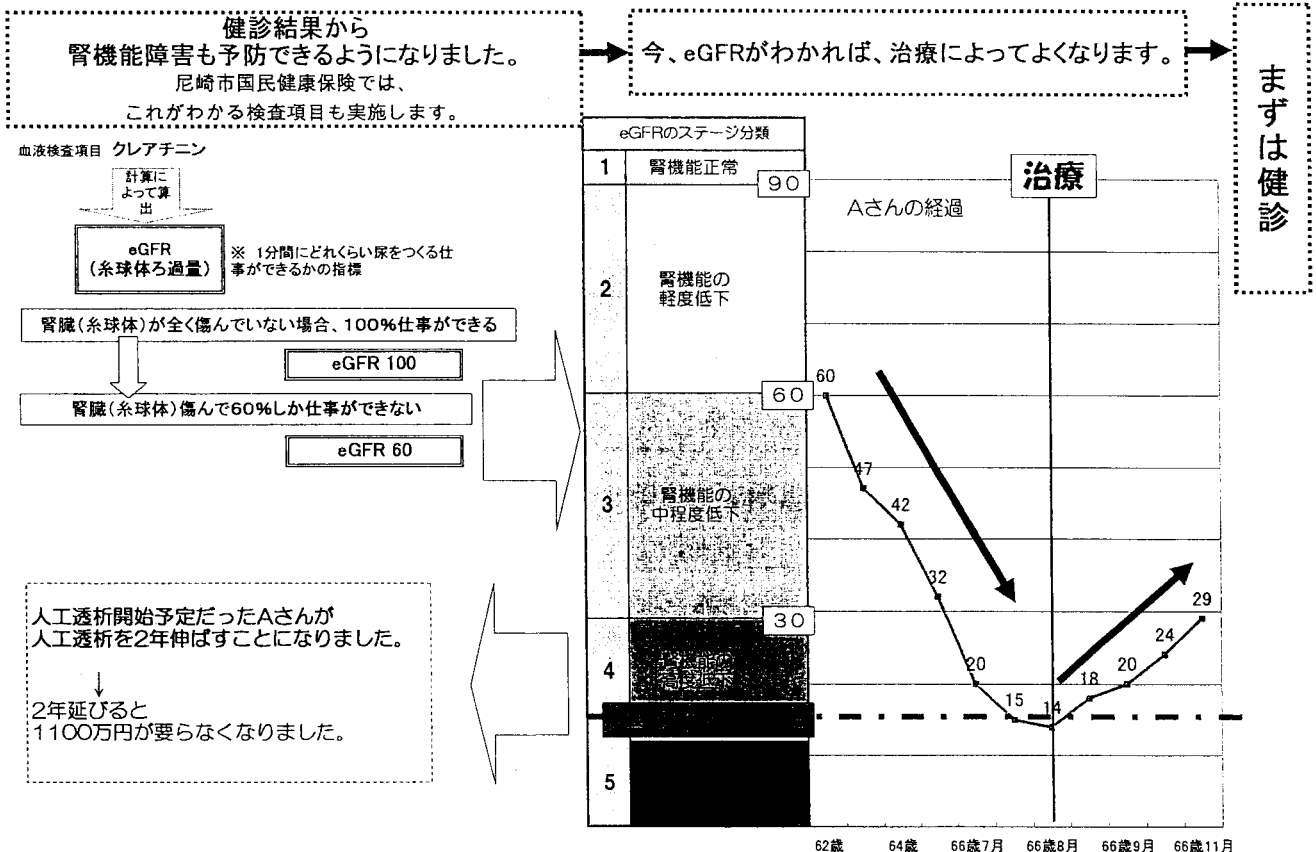 健診結果から
腎機能障害も予防できるようになりました。
尼崎市国民健康保険では、
これがわかる検査項目も実施します。
今、eGFRがわかれば、治療によってよくなります。
まずは健診
血液検査項目 クレアチニン
計算に
よって算
出
eGFR
(糸球体ろ過量)
※ 1分間にどれくらい尿をつくる仕
事ができるかの指標
腎臓(糸球体)が全く傷んでいない場合、100%仕事ができる
eGFR 100
腎臓(糸球体)傷んで60%しか仕事ができない
eGFR 60
人工透析開始予定だったAさんが
人工透析を2年伸ばすことになりました。
↓
2年延びると
1100万円が要らなくなりました。
eGFRのステージ分類
1 腎機能正常
90
2 腎機能の
軽度低下
60
3 腎機能の
中程度低下
30
4 腎機能の
高度低下
5
治療
Aさんの経過
60
47
42
32
20
15
14
18
20
24
29
62歳 64歳 66歳7月 66歳8月 66歳9月 66歳11月